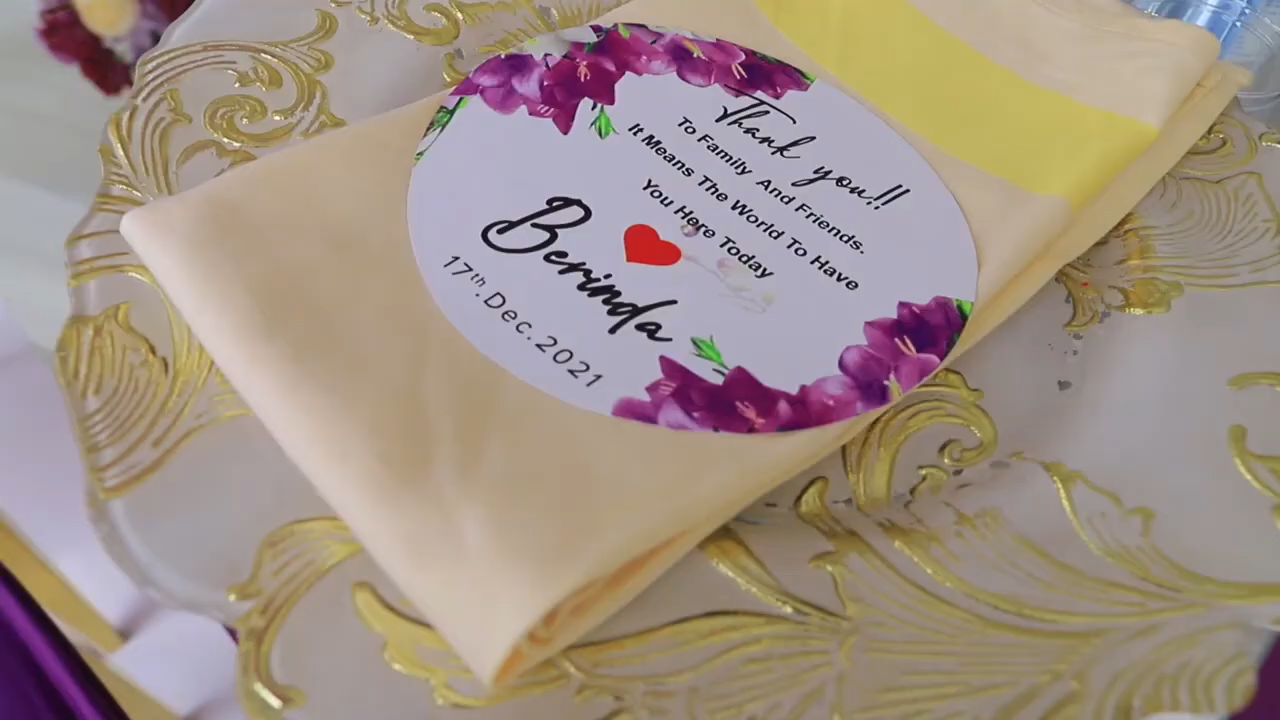 Thank you!!
To Family And Friends.
It Means The World To Have
You Here Today
Berinda
17th.Dec.2021